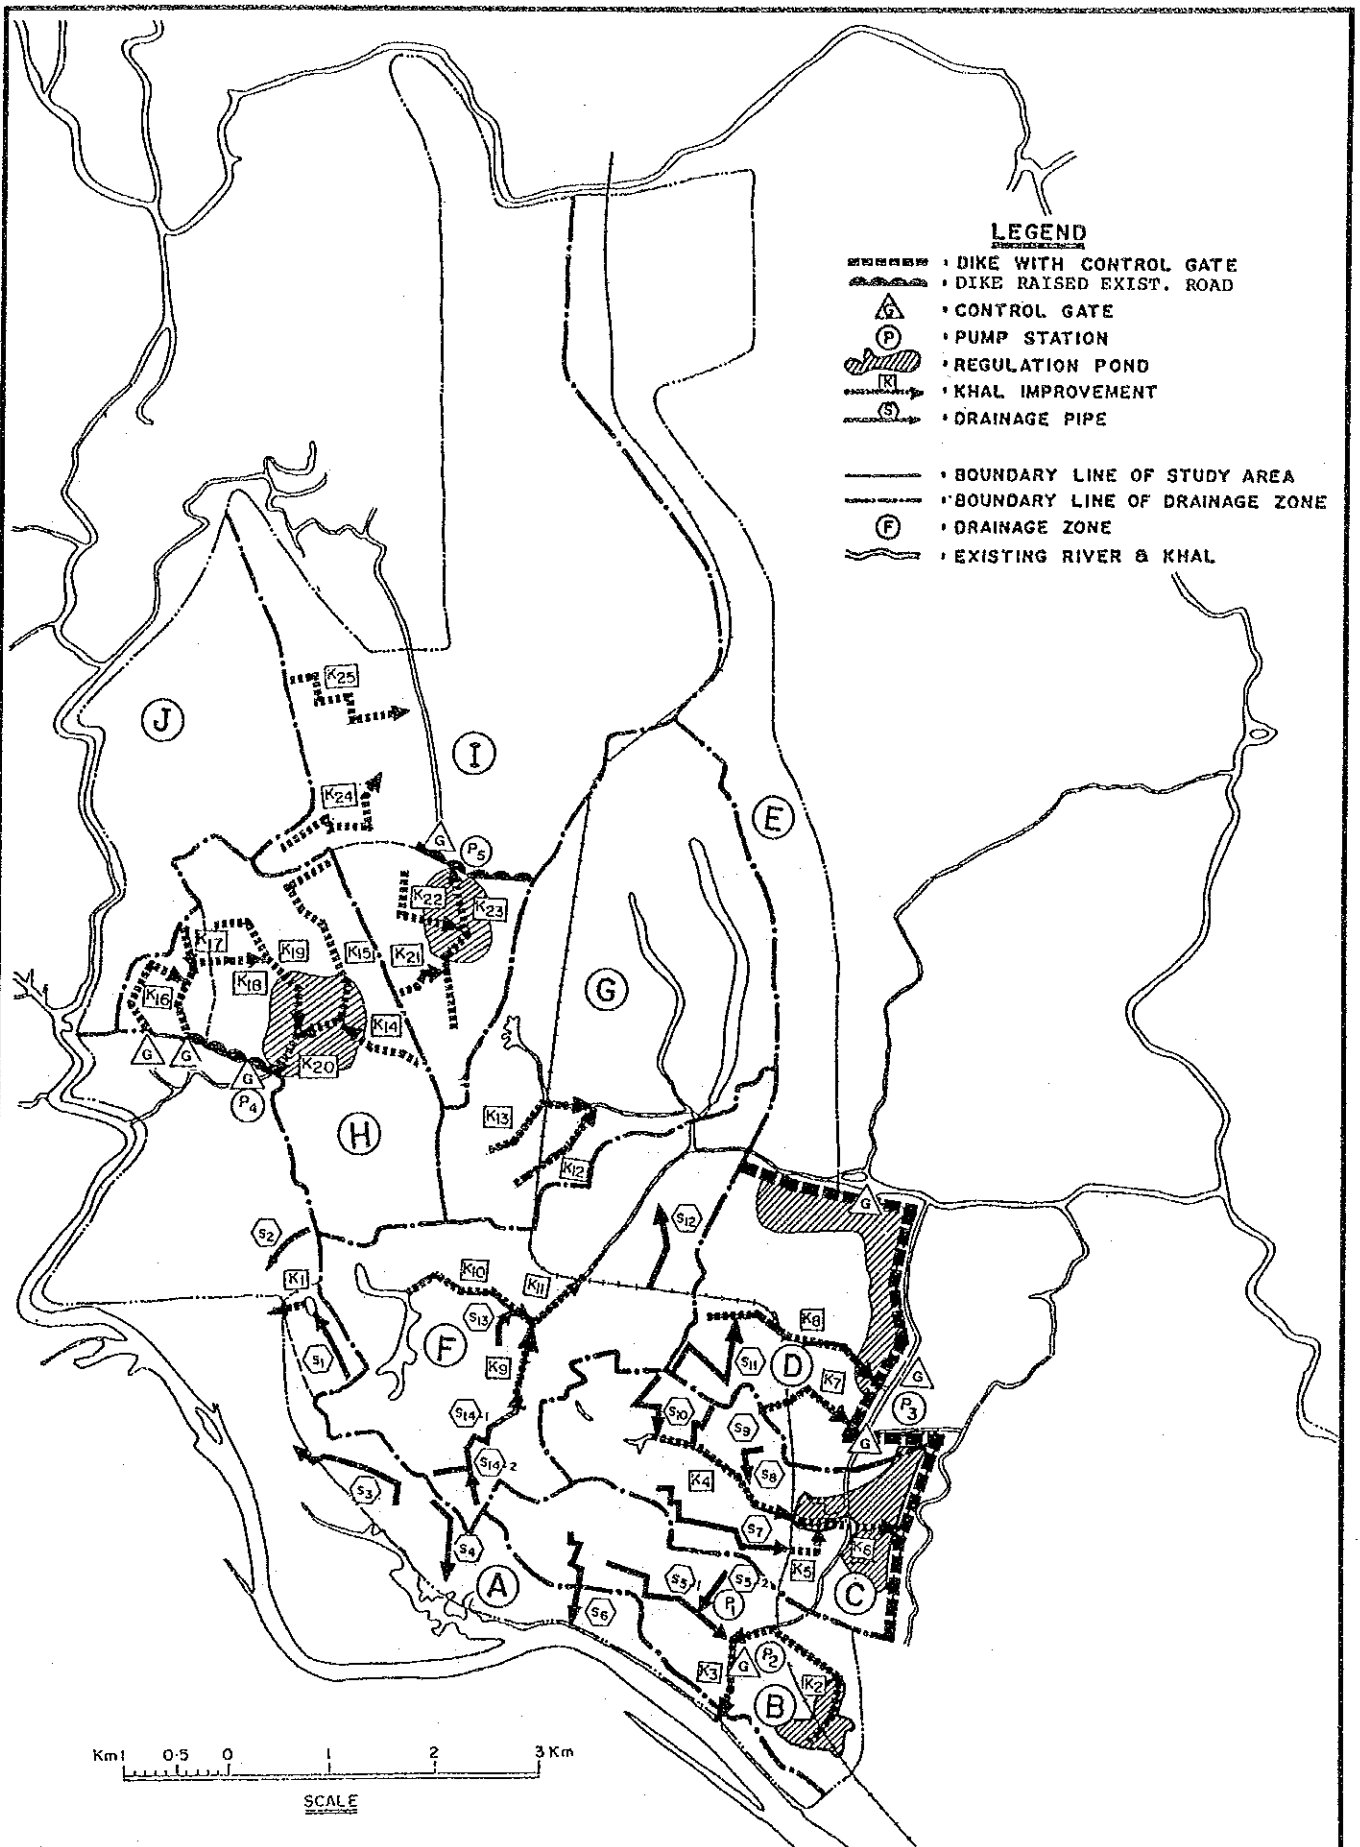 LEGEND
: DIKE WITH CONTROL GATE
: DIKE RAISED EXIST. ROAD
G : CONTROL GATE
P : PUMP STATION
: REGULATION POND
K : KHAL IMPROVEMENT
S : DRAINAGE PIPE
: BOUNDARY LINE OF STUDY AREA
: BOUNDARY LINE OF DRAINAGE ZONE
F : DRAINAGE ZONE
: EXISTING RIVER & KHAL
K25
J
I
K24
E
G
P5
K22
K23
K17
K19
K15
K21
K18
K16
G
K14
G
G
K20
G
P4
H
K13
K12
G
S12
S2
K1
K10
K11
S13
K8
F
S1
K9
S11
D
K7
G
S14-1
S10
S9
P3
G
S14-2
K4
S8
S3
S7
S4
K5
K6
A
S5-1
S5-2
C
S6
P1
K3
G
P2
K2
B
Km 1 0·5 0 1 2 3 Km
SCALE